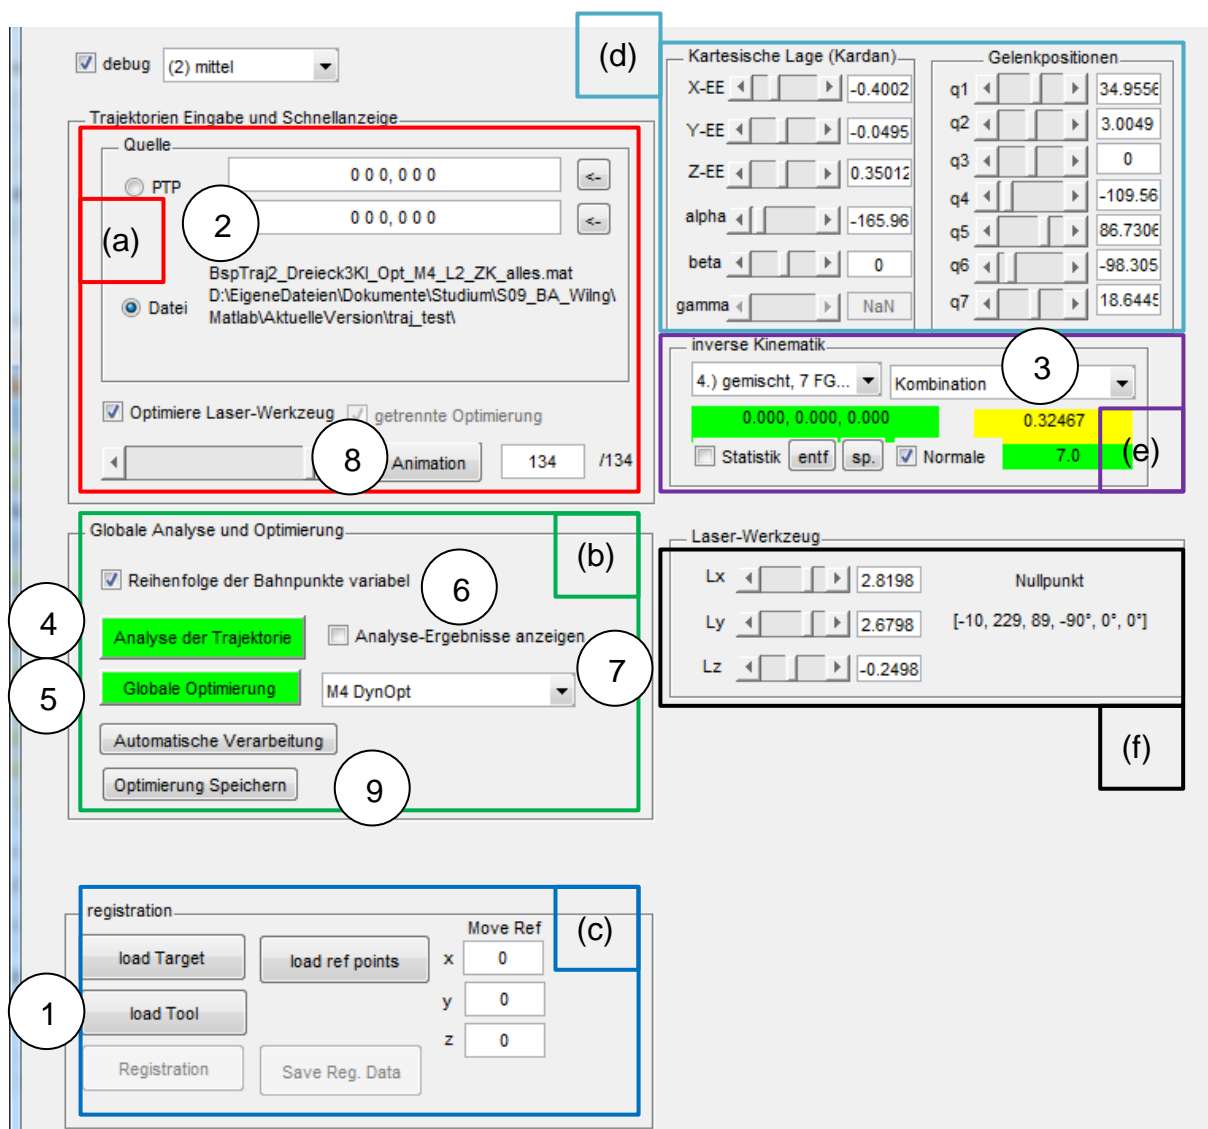 debug (2) mittel
Trajektorien Eingabe und Schnellanzeige
Quelle
PTP
0 0 0, 0 0 0 <-
0 0 0, 0 0 0 <-
(a)
2
Datei
BspTraj2_Dreieck3Kl_Opt_M4_L2_ZK_alles.mat
D:\EigeneDateien\Dokumente\Studium\S09_BA_WiIng\
Matlab\AktuelleVersion\traj_test\
Optimiere Laser-Werkzeug getrennte Optimierung
8 Animation 134 /134
(d)
Kartesische Lage (Kardan)
X-EE -0.4002
Y-EE -0.0495
Z-EE 0.35012
alpha -165.96
beta 0
gamma NaN
Gelenkpositionen
q1 34.9556
q2 3.0049
q3 0
q4 -109.56
q5 86.7306
q6 -98.305
q7 18.6445
inverse Kinematik
3
4.) gemischt, 7 FG... Kombination
0.000, 0.000, 0.000 0.32467
Statistik entf sp. Normale 7.0
(e)
Globale Analyse und Optimierung
(b)
Reihenfolge der Bahnpunkte variabel
6
4
Analyse der Trajektorie Analyse-Ergebnisse anzeigen
7
5
Globale Optimierung M4 DynOpt
Automatische Verarbeitung
Optimierung Speichern
9
Laser-Werkzeug
Lx 2.8198 Nullpunkt
Ly 2.6798 [-10, 229, 89, -90°, 0°, 0°]
Lz -0.2498
(f)
registration
(c)
Move Ref
load Target load ref points x 0
1
load Tool y 0
z 0
Registration Save Reg. Data